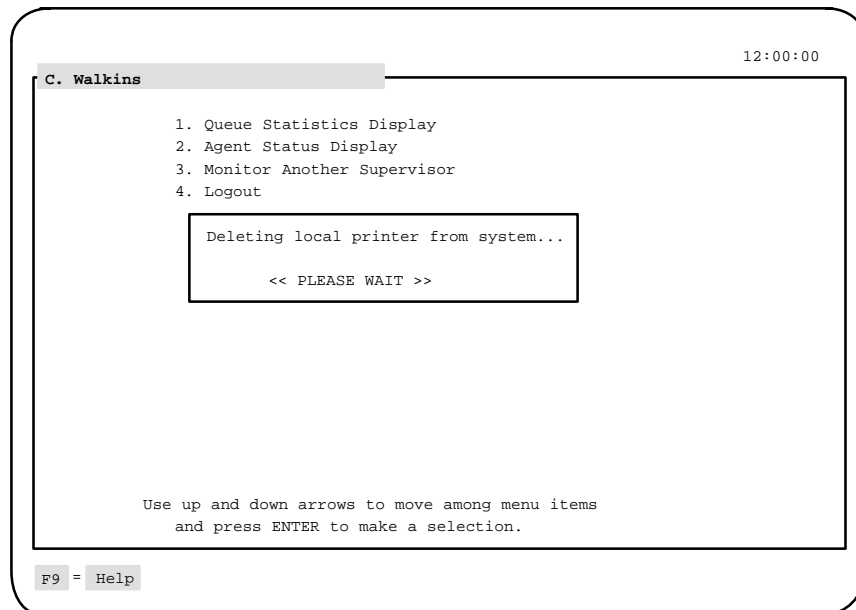 12:00:00
C. Walkins
1. Queue Statistics Display
2. Agent Status Display
3. Monitor Another Supervisor
4. Logout
Deleting local printer from system...
<< PLEASE WAIT >>
Use up and down arrows to move among menu items
and press ENTER to make a selection.
F9 = Help